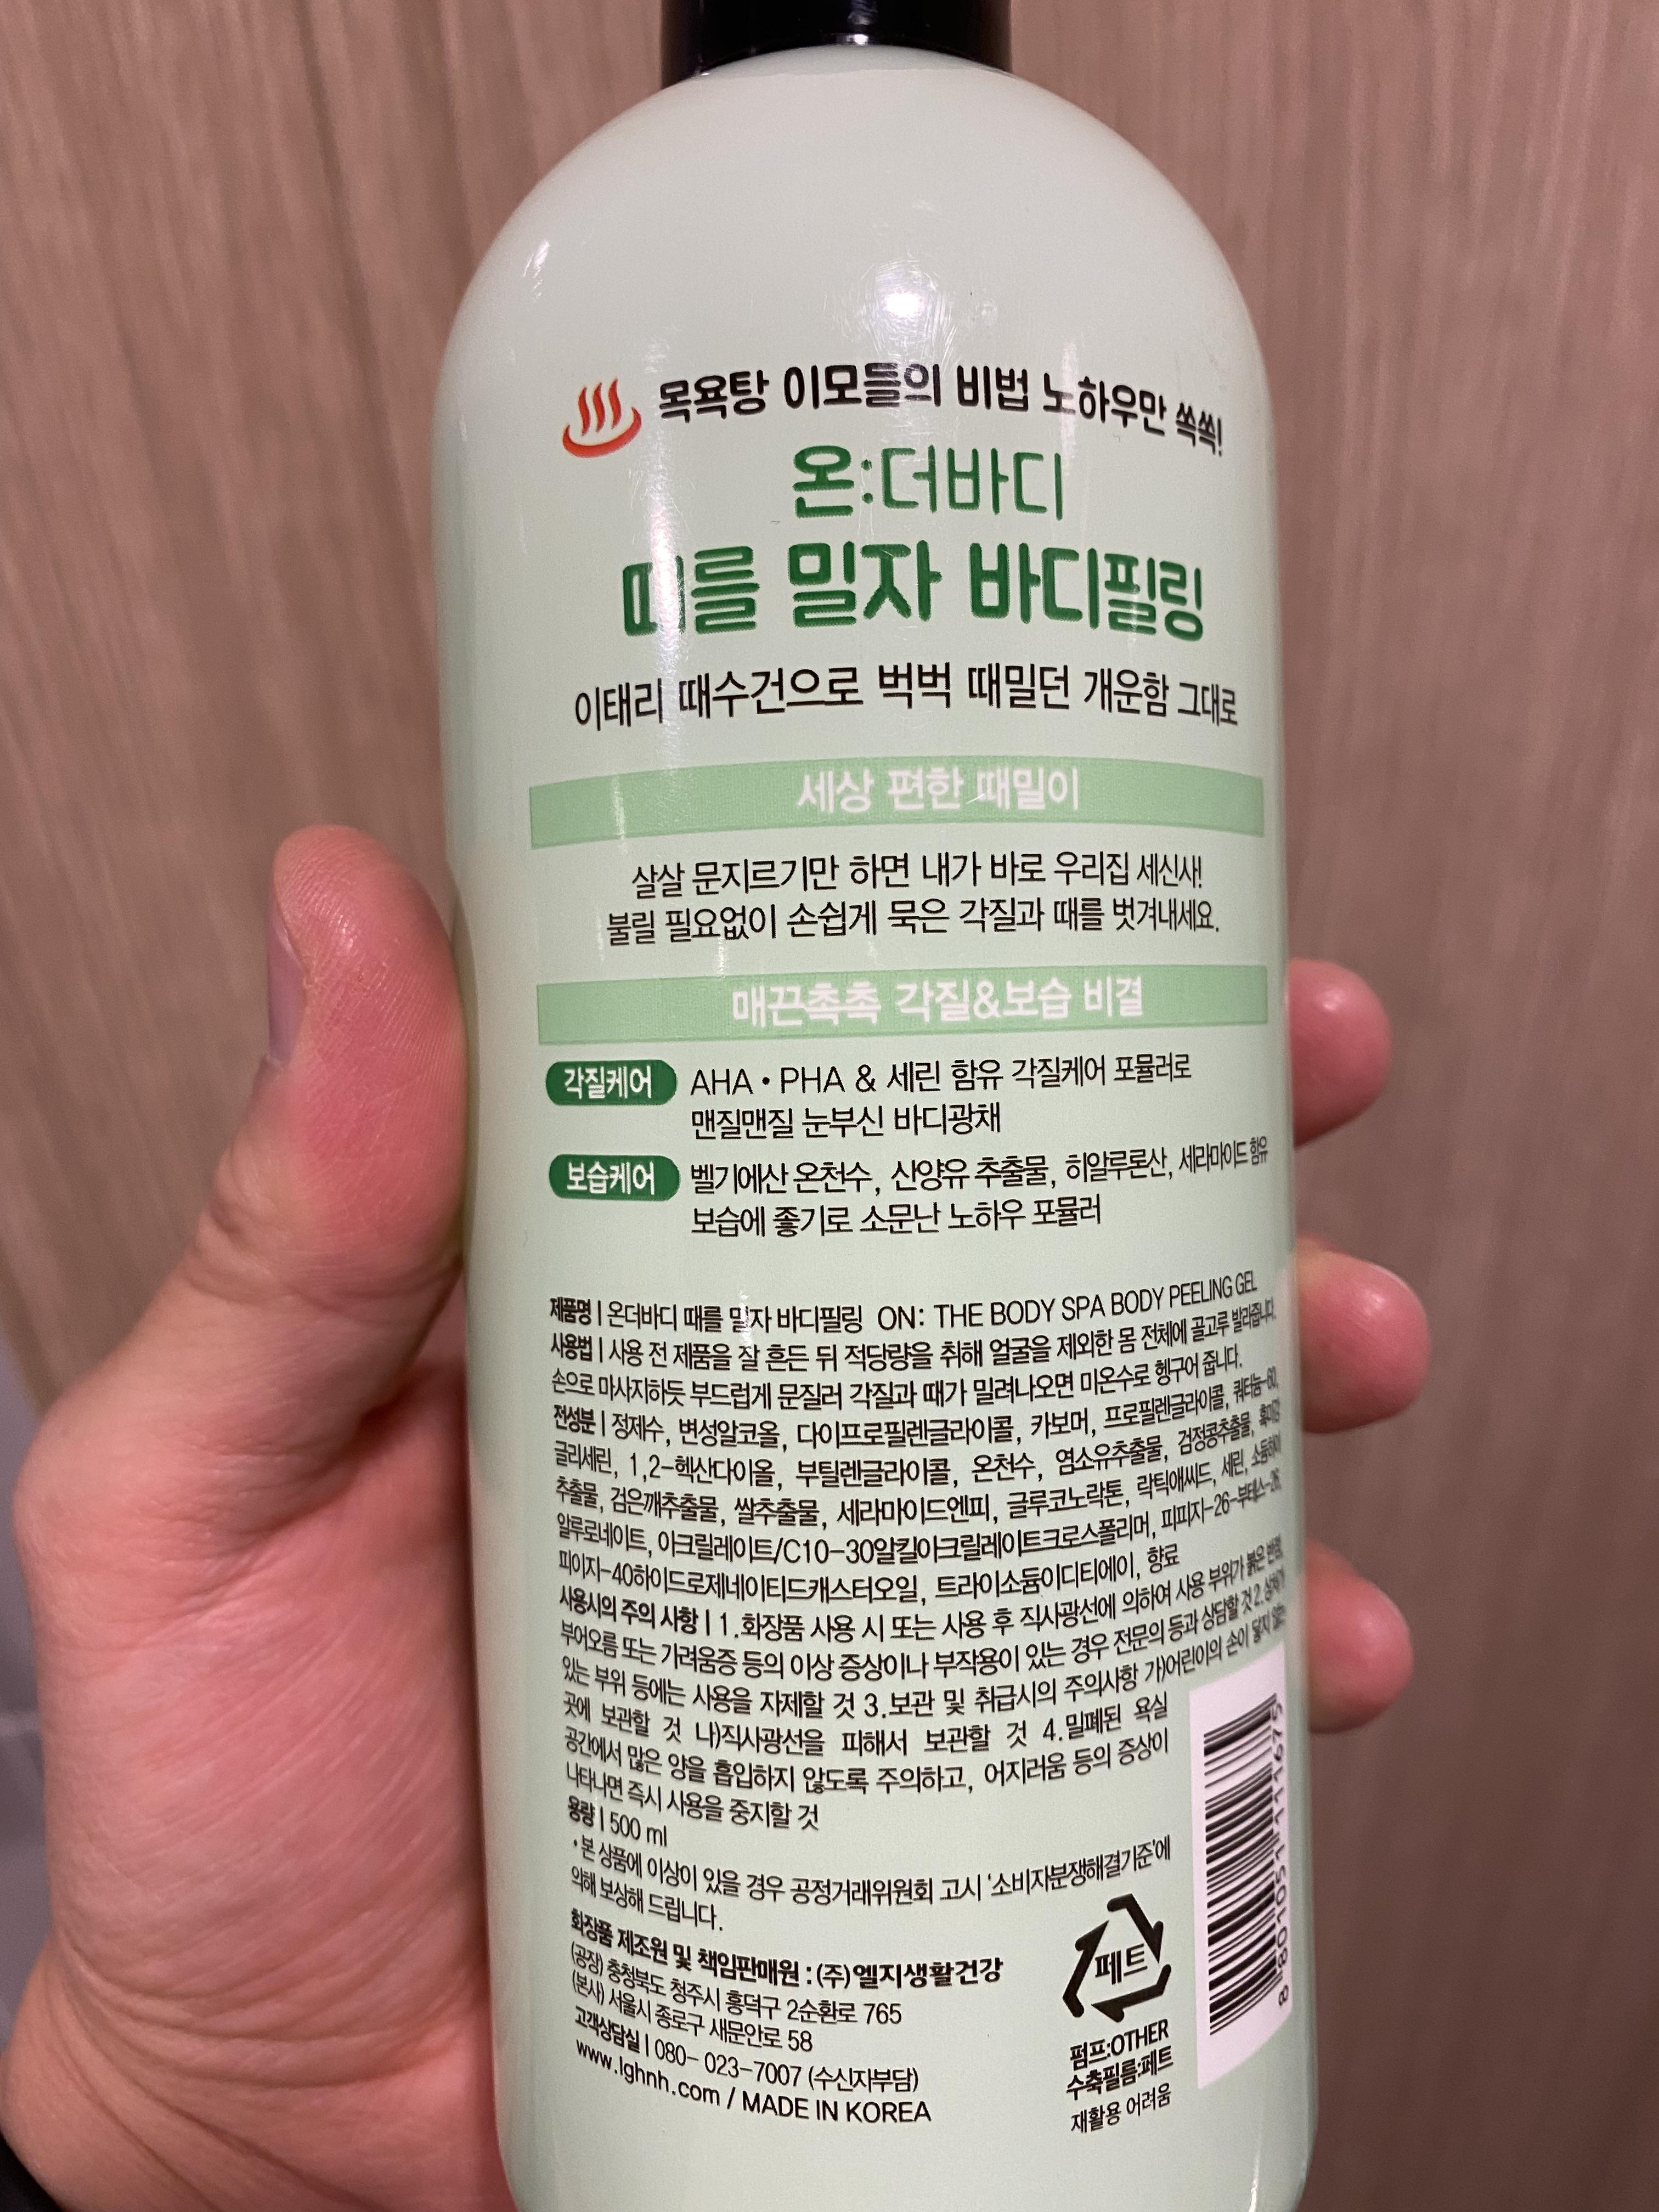 목욕탕 이모들의 비법 노하우만 쏙쏙!
온:더바디
때를 밀자 바디필링
이태리 때수건으로 벅벅 때밀던 개운함 그대로
세상 편한 때밀이
살살 문지르기만 하면 내가 바로 우리집 세신사!
불릴 필요없이 손쉽게 묵은 각질과 때를 벗겨내세요.
매끈촉촉 각질&보습 비결
각질케어 AHA • PHA & 세린 함유 각질케어 포뮬러로
맨질맨질 눈부신 바디광채
보습케어 벨기에산 온천수, 산양유 추출물, 히알루론산, 세라마이드 함유
보습에 좋기로 소문난 노하우 포뮬러
제품명 | 온더바디 때를 밀자 바디필링 ON: THE BODY SPA BODY PEELING GEL
사용법 | 사용 전 제품을 잘 흔든 뒤 적당량을 취해 얼굴을 제외한 몸 전체에 골고루 발라줍니다.
손으로 마사지하듯 부드럽게 문질러 각질과 때가 밀려나오면 미온수로 헹구어 줍니다.
전성분 | 정제수, 변성알코올, 다이프로필렌글라이콜, 카보머, 프로필렌글라이콜, 쿼터늄-60,
글리세린, 1,2-헥산다이올, 부틸렌글라이콜, 온천수, 염소유추출물, 검정콩추출물, 흑미강
추출물, 검은깨추출물, 쌀추출물, 세라마이드엔피, 글루코노락톤, 락틱애씨드, 세린, 소듐하이
알루로네이트, 아크릴레이트/C10-30알킬아크릴레이트크로스폴리머, 피피지-26-부테스-26,
피이지-40하이드로제네이티드캐스터오일, 트라이소듐이디티에이, 향료
사용시의 주의 사항 | 1.화장품 사용 시 또는 사용 후 직사광선에 의하여 사용 부위가 붉은 반점,
부어오름 또는 가려움증 등의 이상 증상이나 부작용이 있는 경우 전문의 등과 상담할 것 2.상처가
있는 부위 등에는 사용을 자제할 것 3.보관 및 취급시의 주의사항 가)어린이의 손이 닿지 않는
곳에 보관할 것 나)직사광선을 피해서 보관할 것 4.밀폐된 욕실
공간에서 많은 양을 흡입하지 않도록 주의하고, 어지러움 등의 증상이
나타나면 즉시 사용을 중지할 것
용량 | 500 ml
• 본 상품에 이상이 있을 경우 공정거래위원회 고시 '소비자분쟁해결기준'에
의해 보상해 드립니다.
화장품 제조원 및 책임판매원 : (주)엘지생활건강
(공장) 충청북도 청주시 흥덕구 2순환로 765
(본사) 서울시 종로구 새문안로 58
고객상담실 | 080- 023-7007 (수신자부담)
www.lghnh.com / MADE IN KOREA
페트
펌프:OTHER
수축필름:페트
재활용 어려움
8 801051 111675